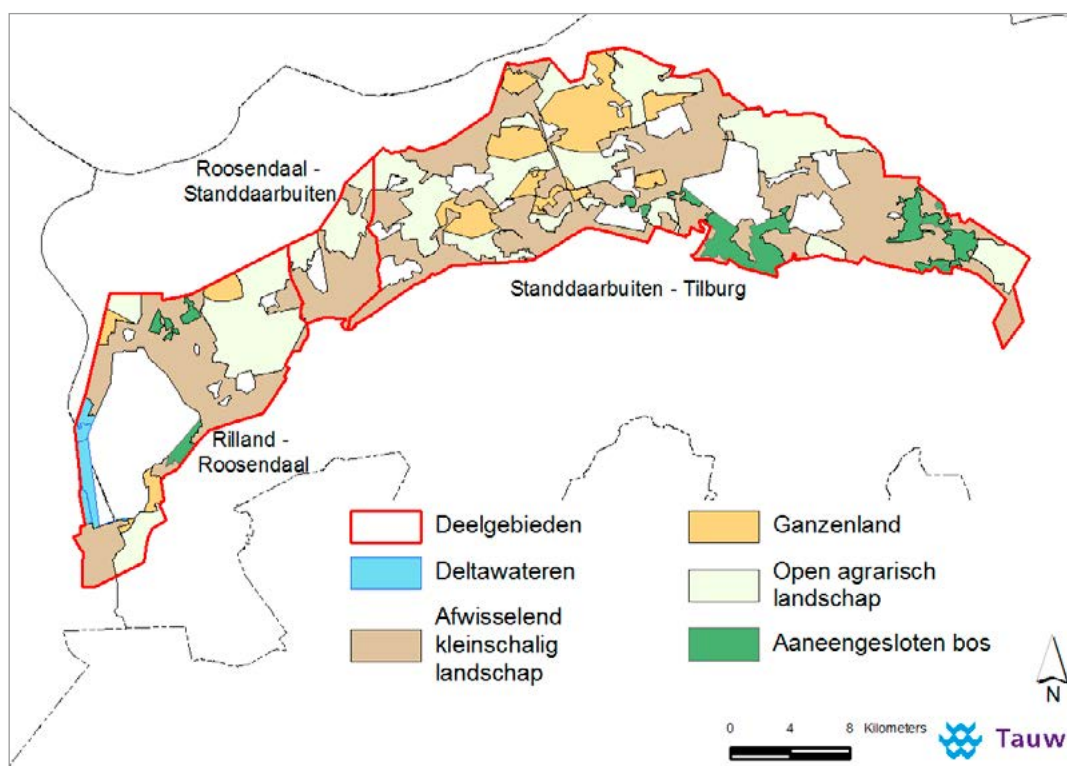 Roosendaal -
Standdaarbuiten
Standdaarbuiten - Tilburg
Rilland -
Roosendaal
Deelgebieden
Deltawateren
Afwisselend
kleinschalig
landschap
Ganzenland
Open agrarisch
landschap
Aaneengesloten bos
N
0 4 8 Kilometers
Tauw